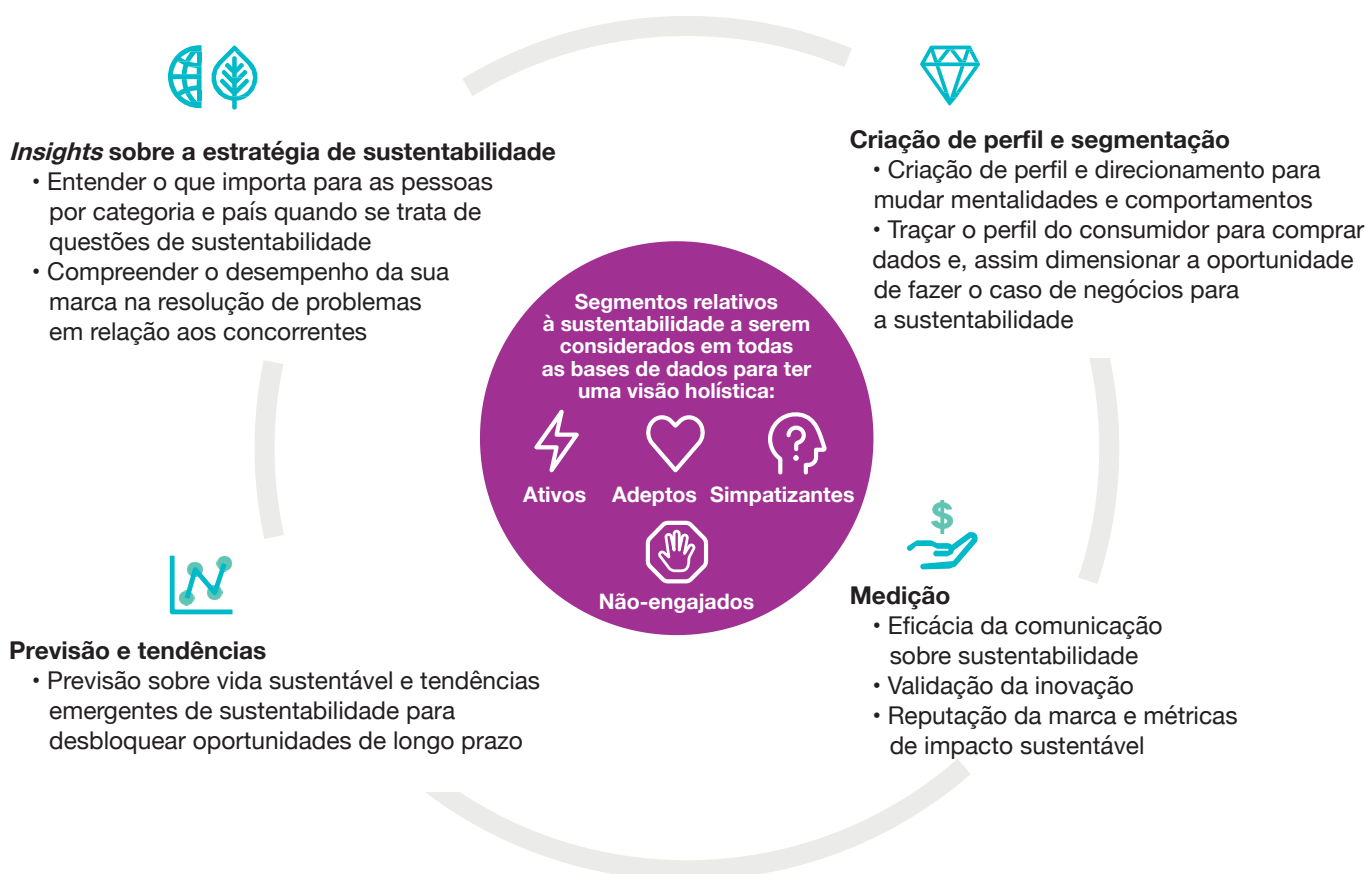 Insights sobre a estratégia de sustentabilidade
• Entender o que importa para as pessoas
por categoria e país quando se trata de
questões de sustentabilidade
• Compreender o desempenho da sua
marca na resolução de problemas
em relação aos concorrentes
Criação de perfil e segmentação
• Criação de perfil e direcionamento para
mudar mentalidades e comportamentos
• Traçar o perfil do consumidor para comprar
dados e, assim dimensionar a oportunidade
de fazer o caso de negócios para
a sustentabilidade
Segmentos relativos
à sustentabilidade a serem
considerados em todas
as bases de dados para ter
uma visão holística:
Ativos
Adeptos
Simpatizantes
Não-engajados
Previsão e tendências
• Previsão sobre vida sustentável e tendências
emergentes de sustentabilidade para
desbloquear oportunidades de longo prazo
$
Medição
• Eficácia da comunicação
sobre sustentabilidade
• Validação da inovação
• Reputação da marca e métricas
de impacto sustentável